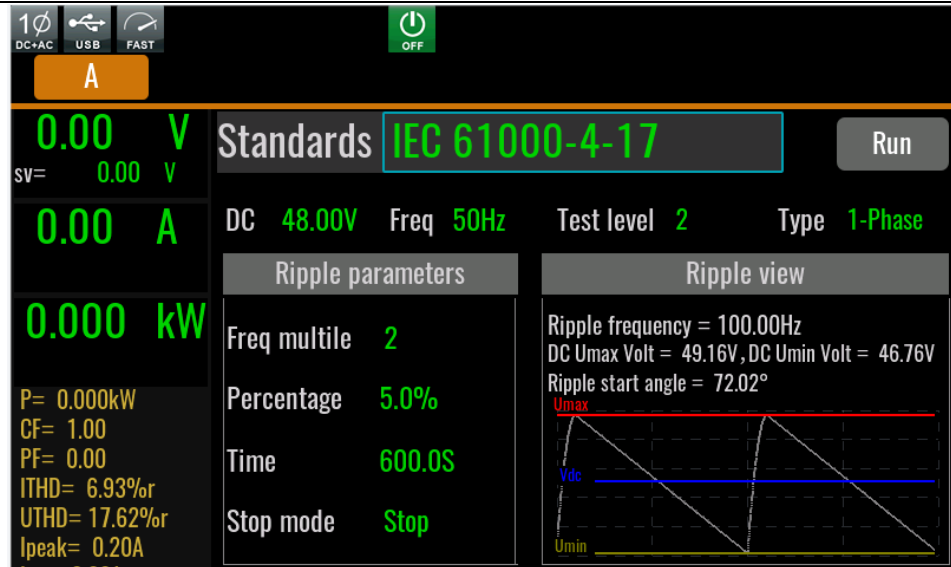 1Ø
DC+AC USB FAST OFF
A
0.00 V
sv= 0.00 V
0.00 A
0.000 kW
P= 0.000kW
CF= 1.00
PF= 0.00
ITHD= 6.93%r
UTHD= 17.62%r
Ipeak= 0.20A
Standards IEC 61000-4-17 Run
DC 48.00V Freq 50Hz Test level 2 Type 1-Phase
Ripple parameters
Freq multile 2
Percentage 5.0%
Time 600.0S
Stop mode Stop
Ripple view
Ripple frequency = 100.00Hz
DC Umax Volt = 49.16V, DC Umin Volt = 46.76V
Ripple start angle = 72.02°
Umax
Vdc
Umin